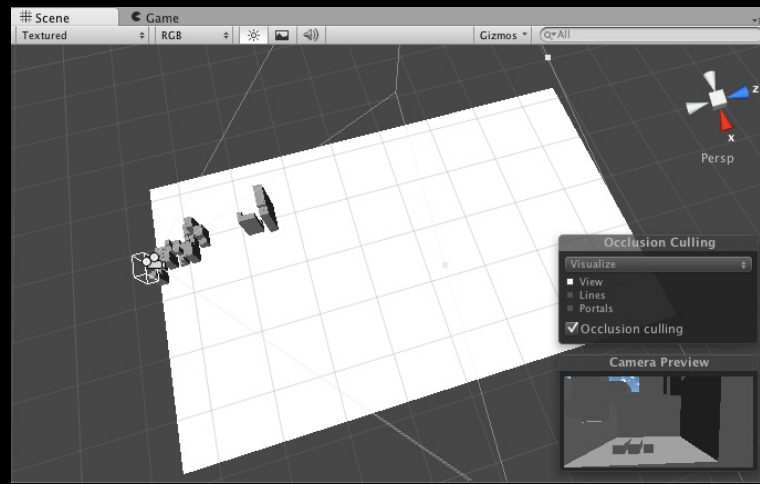 Scene
Game
Textured
RGB
Gizmos
All
z
x
Persp
Occlusion Culling
Visualize
View
Lines
Portals
Occlusion culling
Camera Preview